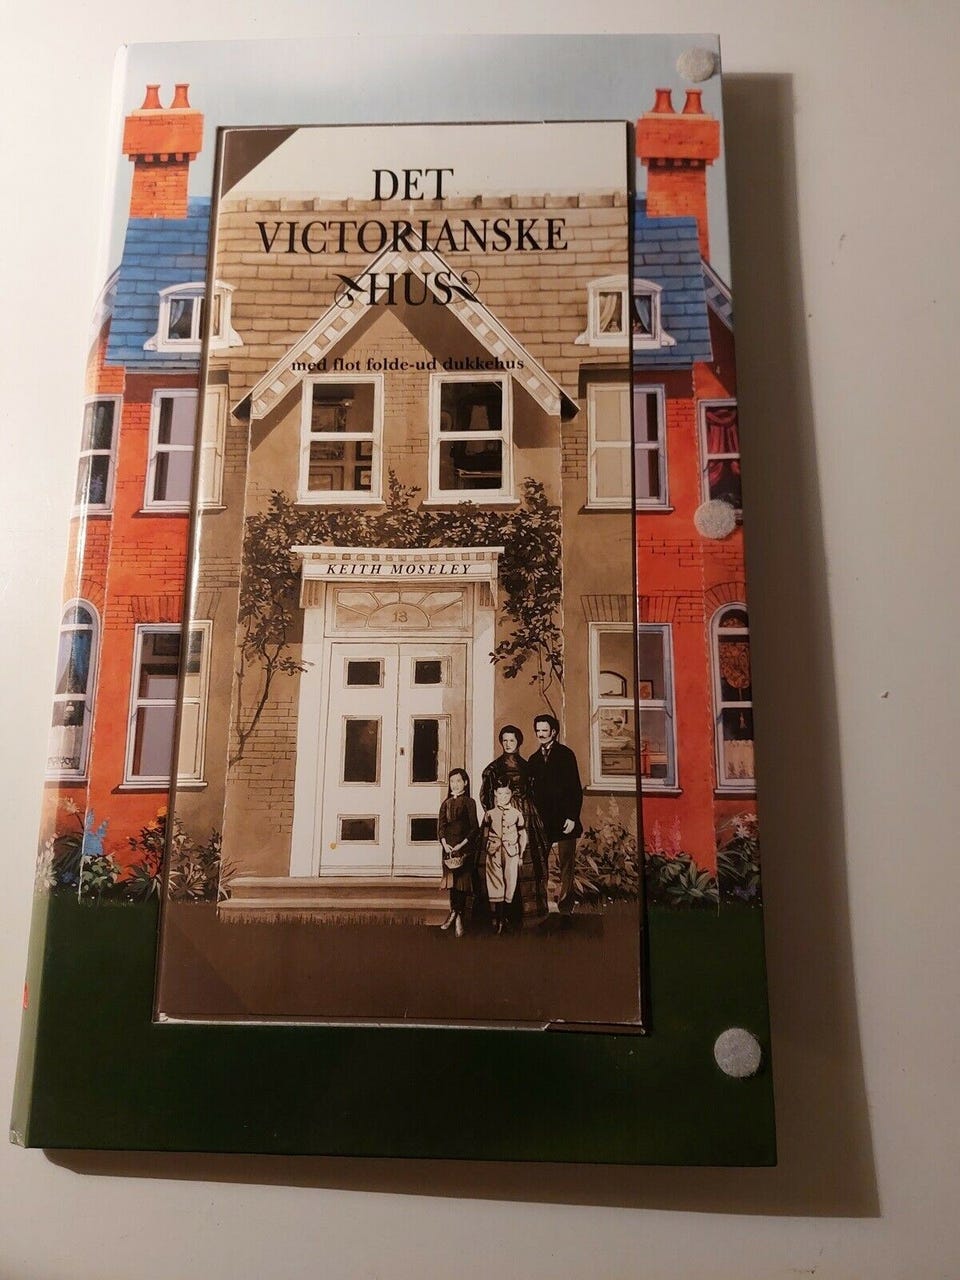 DET
VICTORIANSKE
HUS
med flot folde-ud dukkehus
KEITH MOSELEY
13